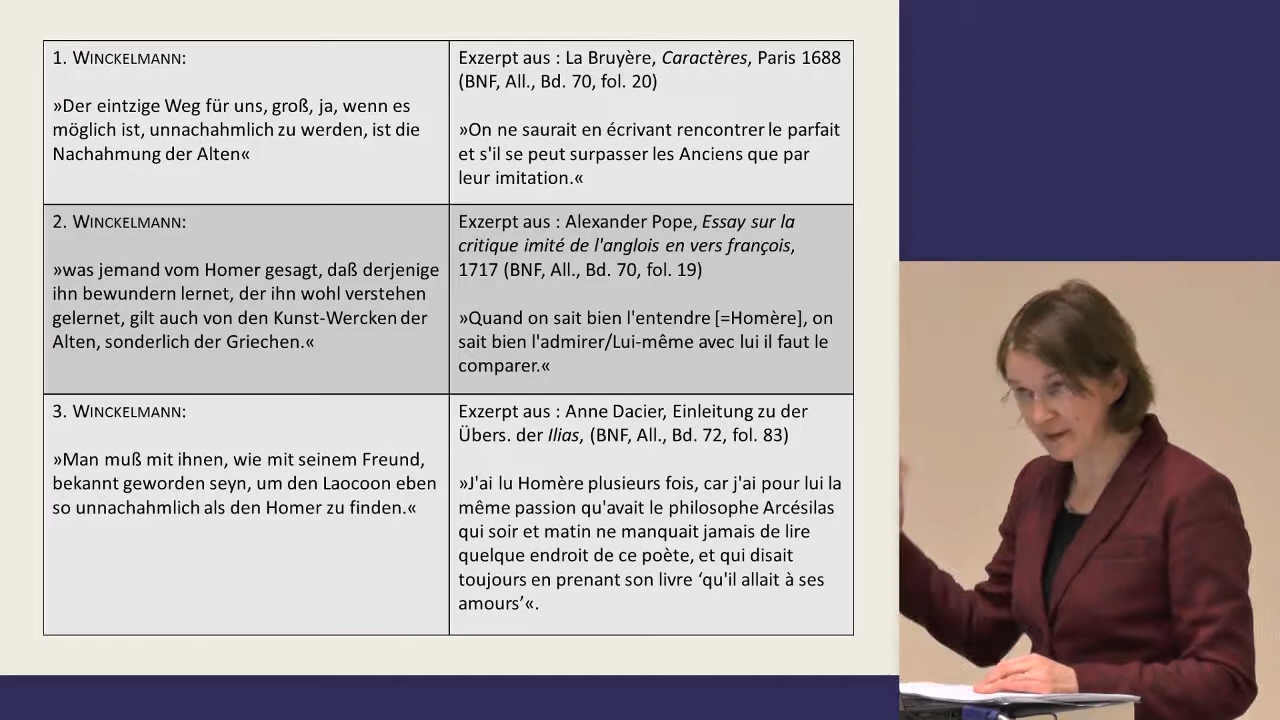 1. WINCKELMANN:
»Der eintzige Weg für uns, groß, ja, wenn es
möglich ist, unnachahmlich zu werden, ist die
Nachahmung der Alten«
Exzerpt aus : La Bruyère, Caractères, Paris 1688
(BNF, All., Bd. 70, fol. 20)
»On ne saurait en écrivant rencontrer le parfait
et s'il se peut surpasser les Anciens que par
leur imitation.«
2. WINCKELMANN:
»was jemand vom Homer gesagt, daß derjenige
ihn bewundern lernet, der ihn wohl verstehen
gelernet, gilt auch von den Kunst-Wercken der
Alten, sonderlich der Griechen.«
Exzerpt aus : Alexander Pope, Essay sur la
critique imité de l'anglois en vers françois,
1717 (BNF, All., Bd. 70, fol. 19)
»Quand on sait bien l'entendre [=Homère], on
sait bien l'admirer/Lui-même avec lui il faut le
comparer.«
3. WINCKELMANN:
»Man muß mit ihnen, wie mit seinem Freund,
bekannt geworden seyn, um den Laocoon eben
so unnachahmlich als den Homer zu finden.«
Exzerpt aus : Anne Dacier, Einleitung zu der
Übers. der Ilias, (BNF, All., Bd. 72, fol. 83)
»J'ai lu Homère plusieurs fois, car j'ai pour lui la
même passion qu'avait le philosophe Arcésilas
qui soir et matin ne manquait jamais de lire
quelque endroit de ce poète, et qui disait
toujours en prenant son livre ‘qu'il allait à ses
amours’«.